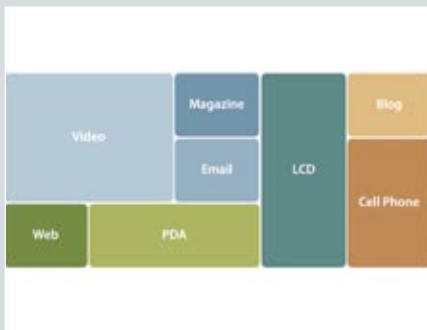 Video
Magazine
Email
LCD
Blog
Cell Phone
Web
PDA